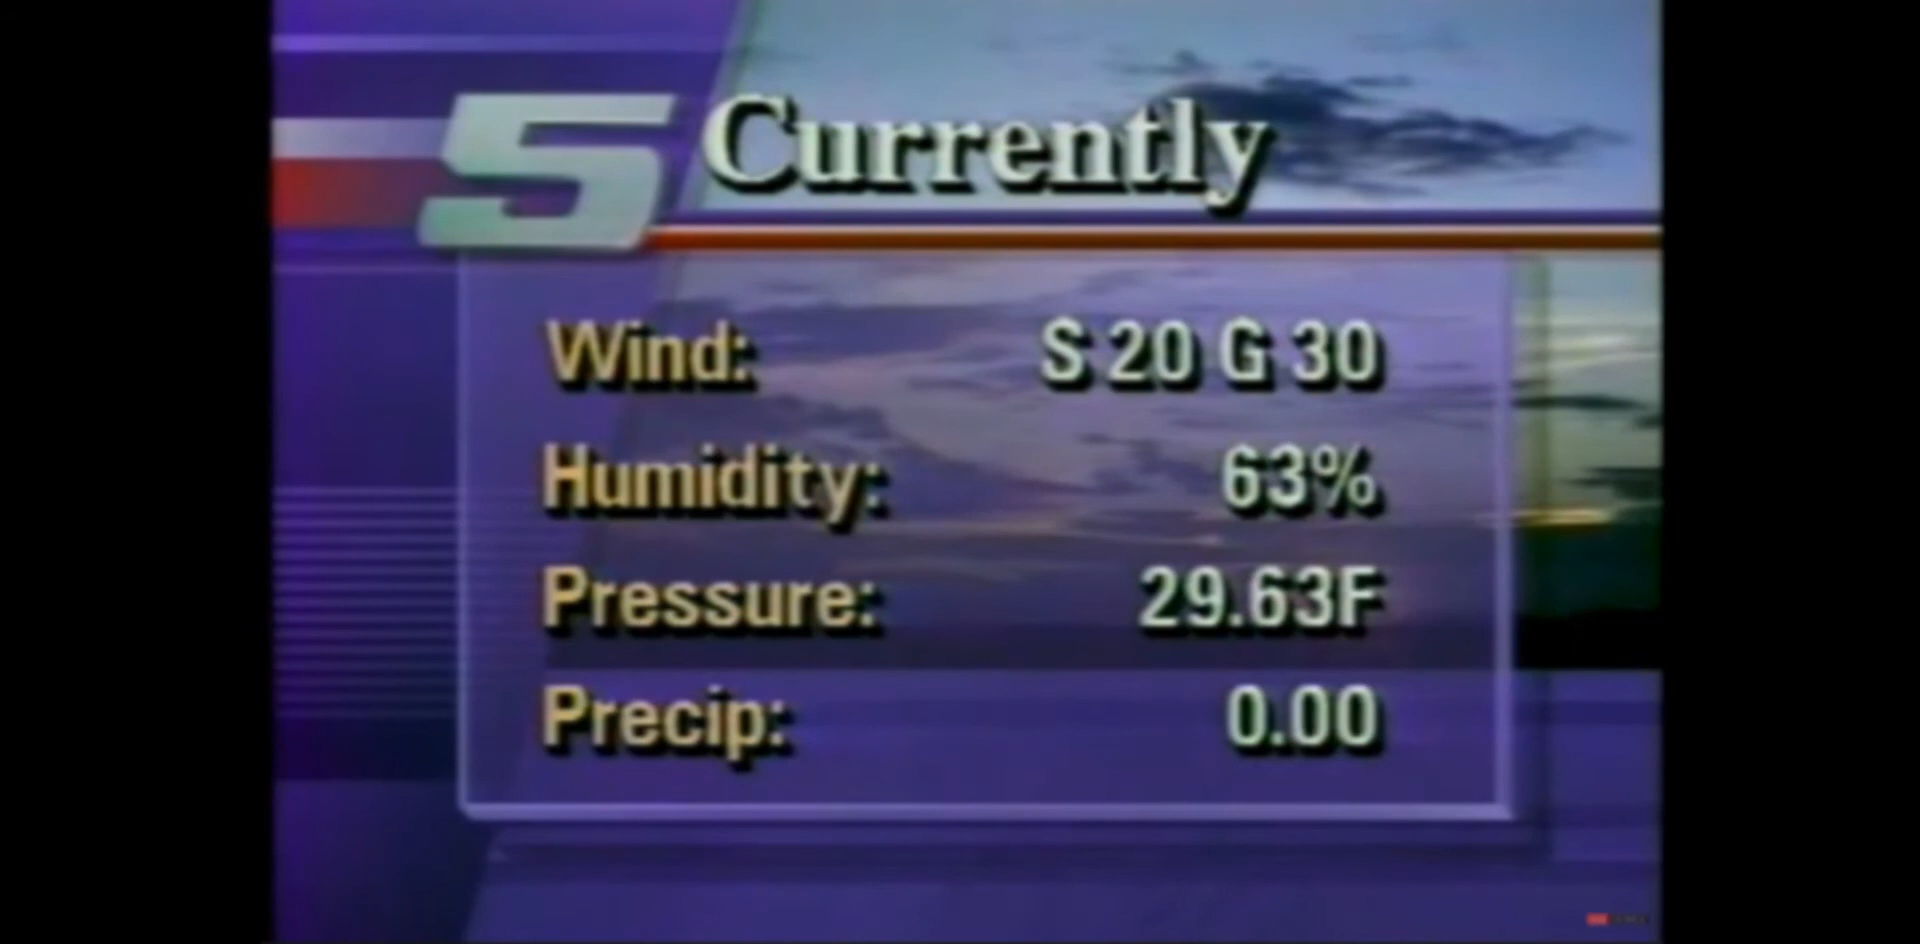 5 Currently
Wind: S 20 G 30
Humidity: 63%
Pressure: 29.63F
Precip: 0.00